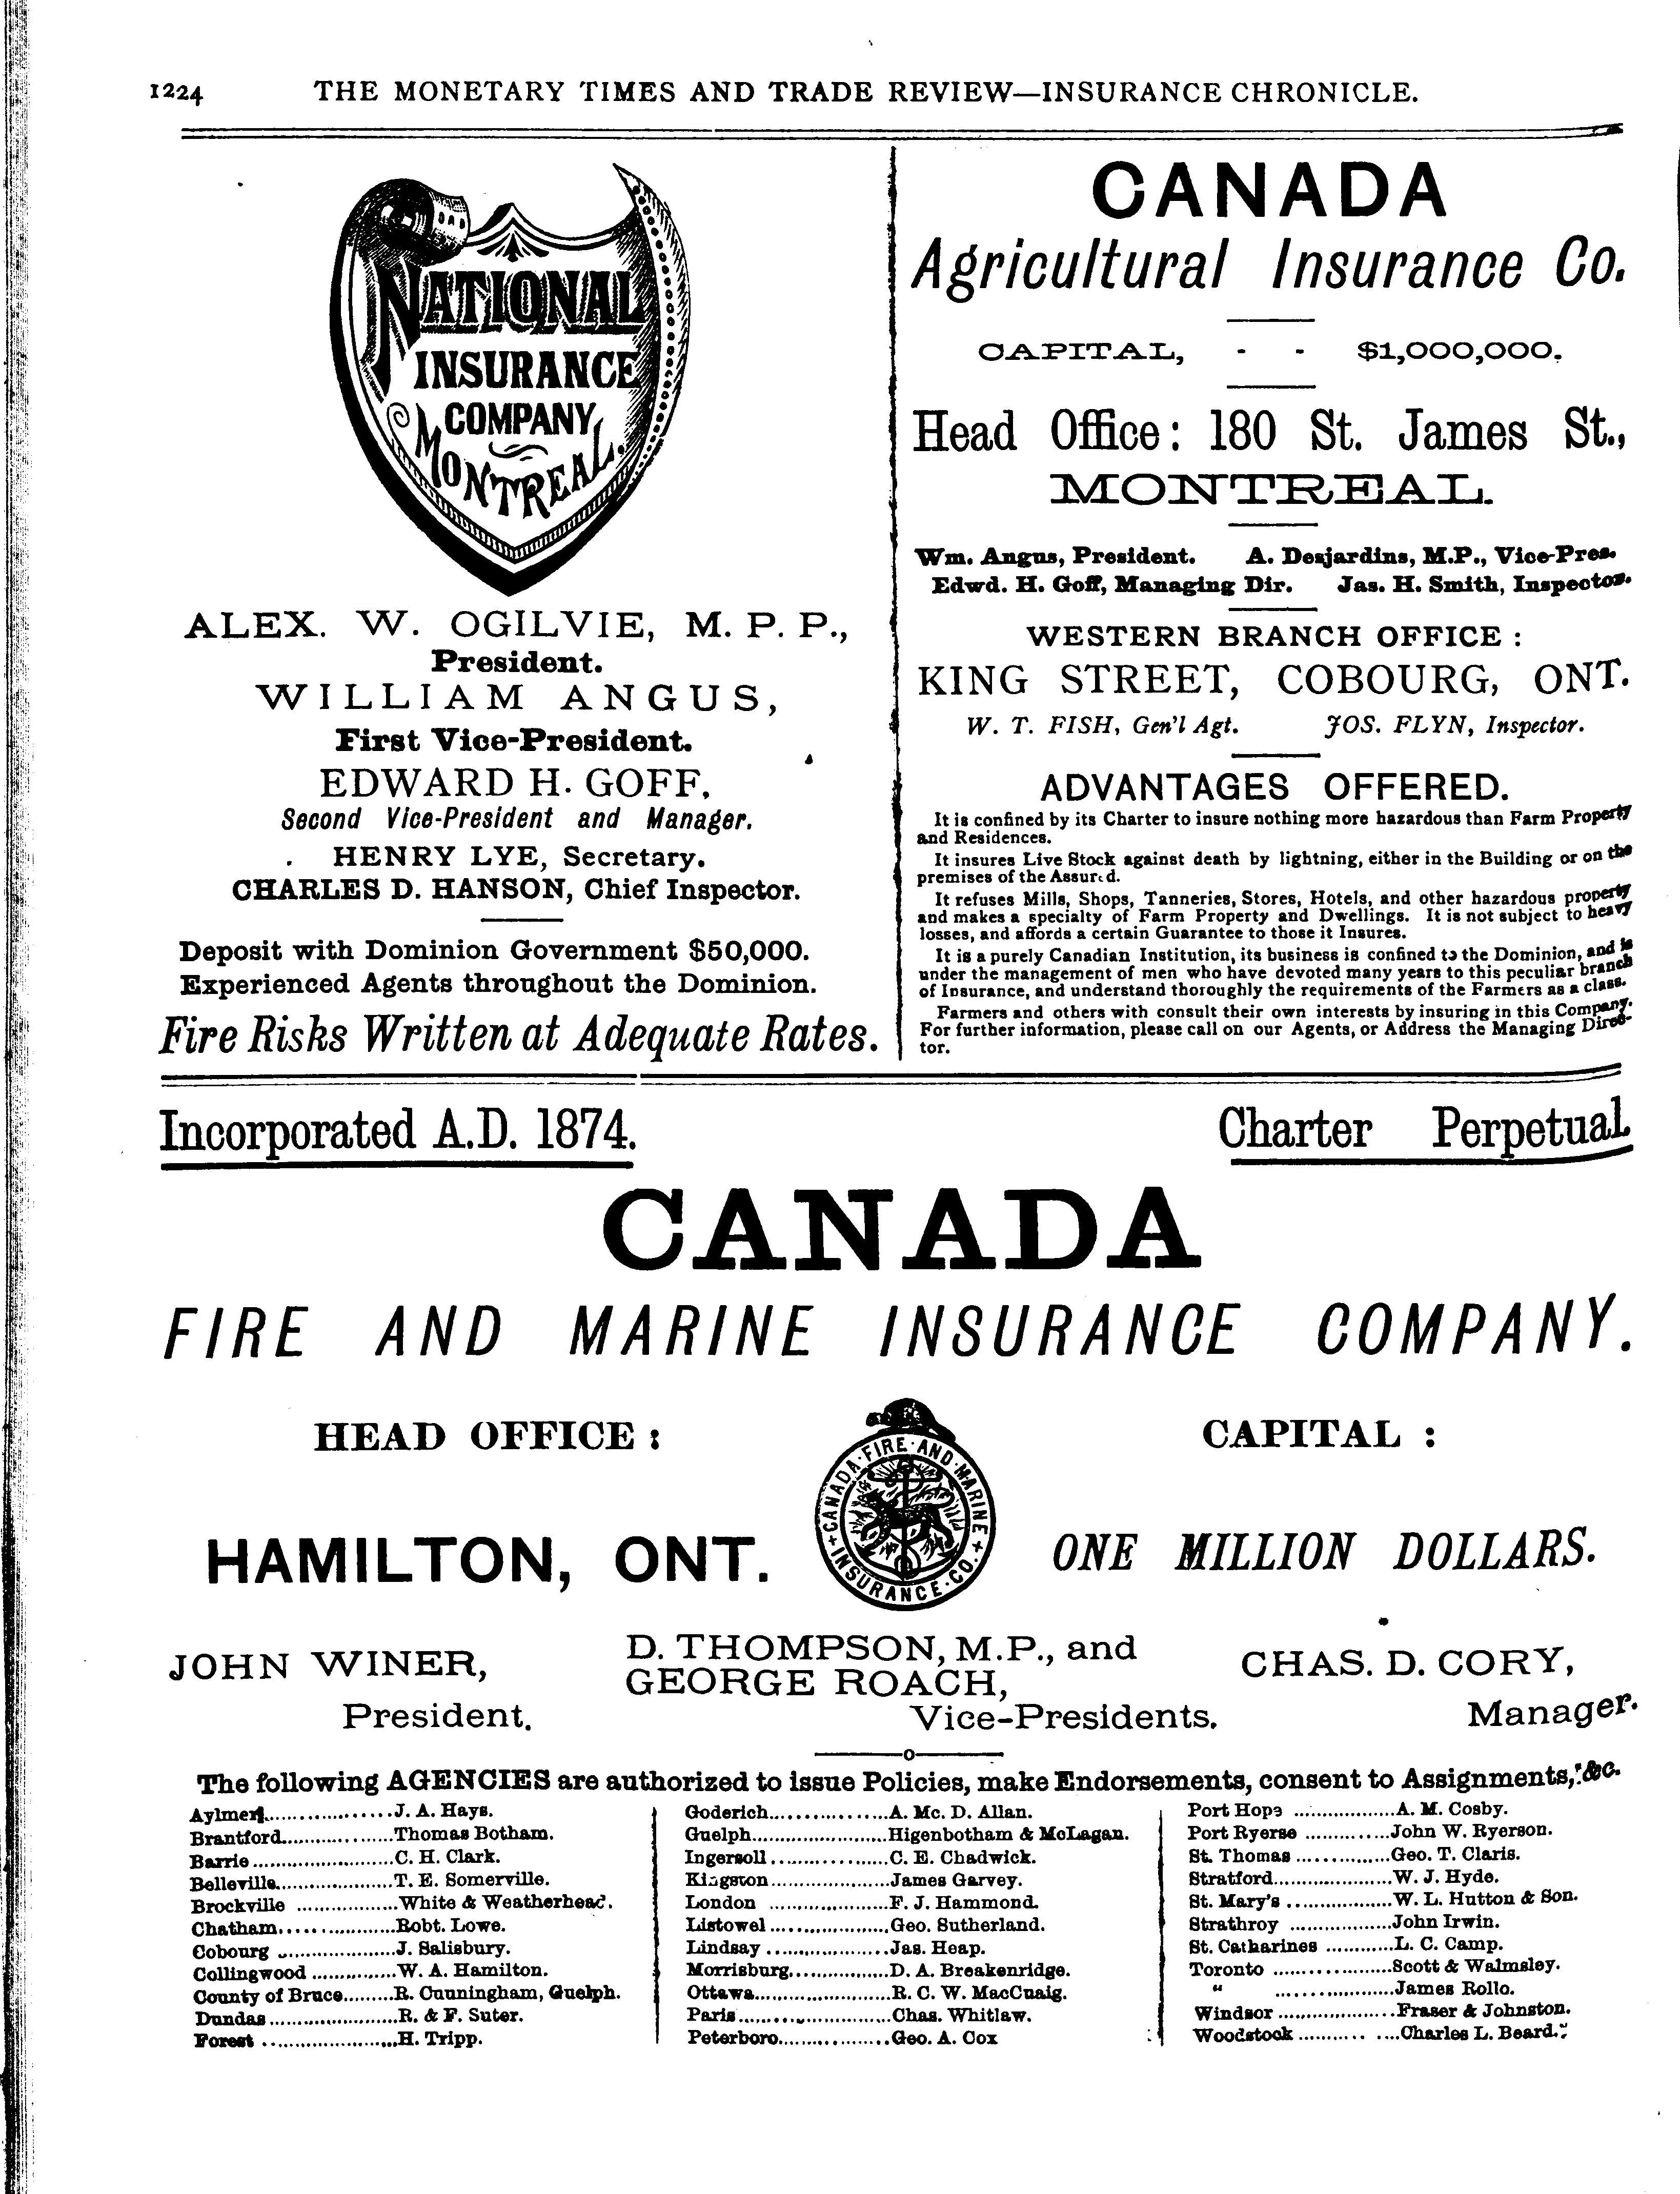 1224 THE MONETARY TIMES AND TRADE REVIEW—INSURANCE CHRONICLE.
NATIONAL
INSURANCE
COMPANY
MONTREAL.
ALEX. W. OGILVIE, M. P. P.,
President.
WILLIAM ANGUS,
First Vice-President.
EDWARD H. GOFF,
Second Vice-President and Manager.
HENRY LYE, Secretary.
CHARLES D. HANSON, Chief Inspector.
Deposit with Dominion Government $50,000.
Experienced Agents throughout the Dominion.
Fire Risks Written at Adequate Rates.
CANADA
Agricultural Insurance Co.
CAPITAL, - - $1,000,000.
Head Office: 180 St. James St.,
MONTREAL.
Wm. Angus, President. A. Desjardins, M.P., Vice-Pres.
Edwd. H. Goff, Managing Dir. Jas. H. Smith, Inspector.
WESTERN BRANCH OFFICE :
KING STREET, COBOURG, ONT.
W. T. FISH, Gen'l Agt. JOS. FLYN, Inspector.
ADVANTAGES OFFERED.
It is confined by its Charter to insure nothing more hazardous than Farm Property
and Residences.
It insures Live Stock against death by lightning, either in the Building or on the
premises of the Assured.
It refuses Mills, Shops, Tanneries, Stores, Hotels, and other hazardous property
and makes a specialty of Farm Property and Dwellings. It is not subject to heavy
losses, and affords a certain Guarantee to those it Insures.
It is a purely Canadian Institution, its business is confined to the Dominion, and is
under the management of men who have devoted many years to this peculiar branch
of Insurance, and understand thoroughly the requirements of the Farmers as a class.
Farmers and others with consult their own interests by insuring in this Company.
For further information, please call on our Agents, or Address the Managing Direc-
tor.
Incorporated A.D. 1874. Charter Perpetual.
CANADA
FIRE AND MARINE INSURANCE COMPANY.
HEAD OFFICE :
HAMILTON, ONT.
CANADA·FIRE·AND·MARINE
INSURANCE·CO.
CAPITAL :
ONE MILLION DOLLARS.
JOHN WINER,
President.
D. THOMPSON, M.P., and
GEORGE ROACH,
Vice-Presidents.
CHAS. D. CORY,
Manager.
The following AGENCIES are authorized to issue Policies, make Endorsements, consent to Assignments, &c.
Aylmer..................J. A. Hays.
Brantford..................Thomas Botham.
Barrie..................C. H. Clark.
Belleville..................T. E. Somerville.
Brockville..................White & Weatherhead.
Chatham..................Robt. Lowe.
Cobourg..................J. Salisbury.
Collingwood...............W. A. Hamilton.
County of Bruce.........R. Cunningham, Guelph.
Dundas..................R. & F. Suter.
Forest..................H. Tripp.
Goderich..................A. Mc. D. Allan.
Guelph..................Higenbotham & McLagan.
Ingersoll..................C. E. Chadwick.
Kingston..................James Garvey.
London..................F. J. Hammond.
Listowel..................Geo. Sutherland.
Lindsay..................Jas. Heap.
Morrisburg..................D. A. Breakenridge.
Ottawa..................R. C. W. MacCuaig.
Paris..................Chas. Whitlaw.
Peterboro..................Geo. A. Cox
Port Hope..................A. M. Cosby.
Port Ryerse..............John W. Ryerson.
St. Thomas...............Geo. T. Claris.
Stratford..................W. J. Hyde.
St. Mary's..................W. L. Hutton & Son.
Strathroy..................John Irwin.
St. Catharines............L. C. Camp.
Toronto..................Scott & Walmsley.
"..................James Rollo.
Windsor..................Fraser & Johnston.
Woodstock...............Charles L. Beard.